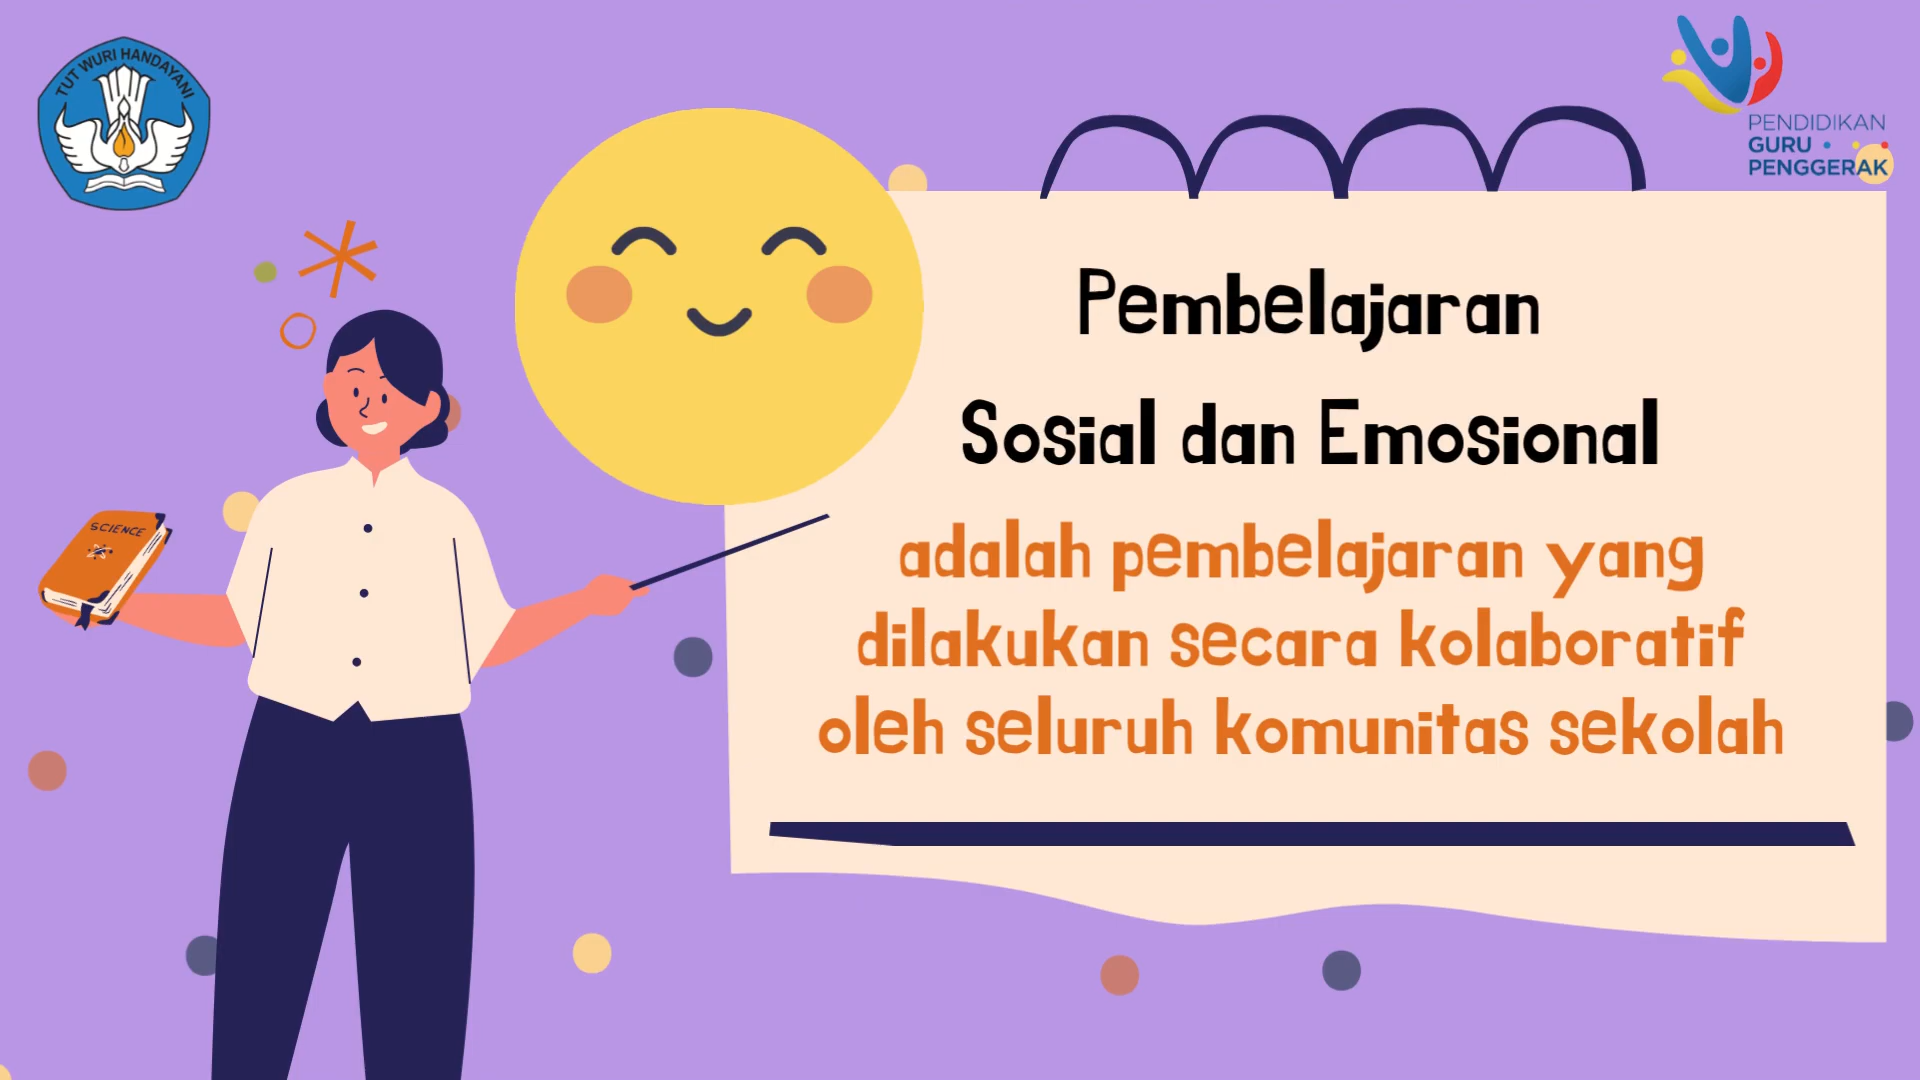 TUT WURI HANDAYANI
PENDIDIKAN
GURU
PENGGERAK
Pembelajaran
Sosial dan Emosional
adalah pembelajaran yang
dilakukan secara kolaboratif
oleh seluruh komunitas sekolah
SCIENCE